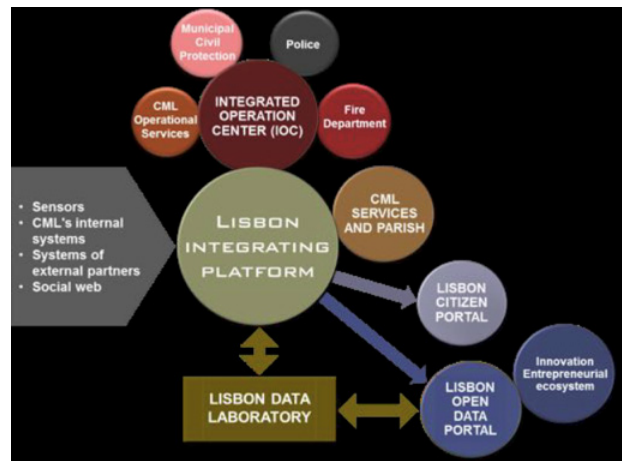 Municipal
Civil
Protection
Police
CML
Operational
Services
INTEGRATED
OPERATION
CENTER (IOC)
Fire
Department
• Sensors
• CML's internal
systems
• Systems of
external partners
• Social web
LISBON
INTEGRATING
PLATFORM
CML
SERVICES
AND PARISH
LISBON
CITIZEN
PORTAL
Innovation
Entrepreneurial
ecosystem
LISBON DATA
LABORATORY
LISBON
OPEN
DATA
PORTAL